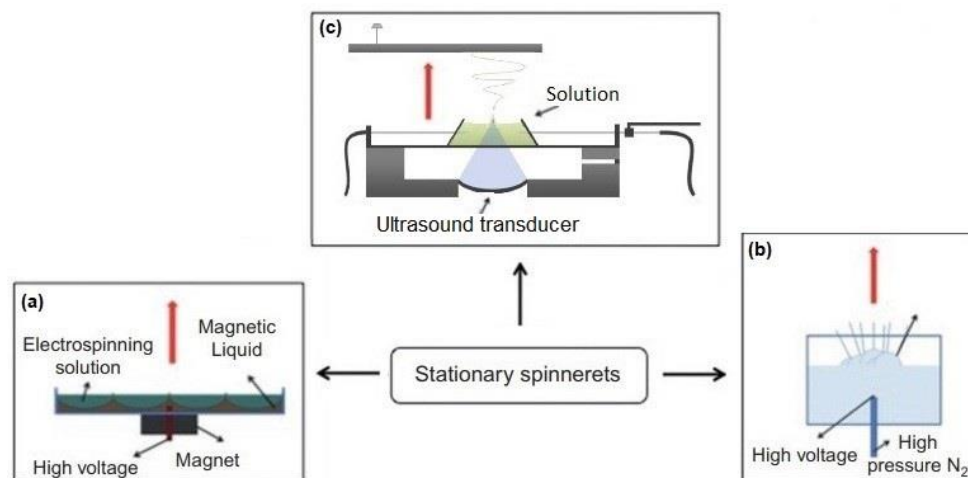 (c)
Solution
Ultrasound transducer
(a)
Electrospinning
solution
Magnetic
Liquid
High voltage
Magnet
Stationary spinnerets
(b)
High voltage
High
pressure N₂